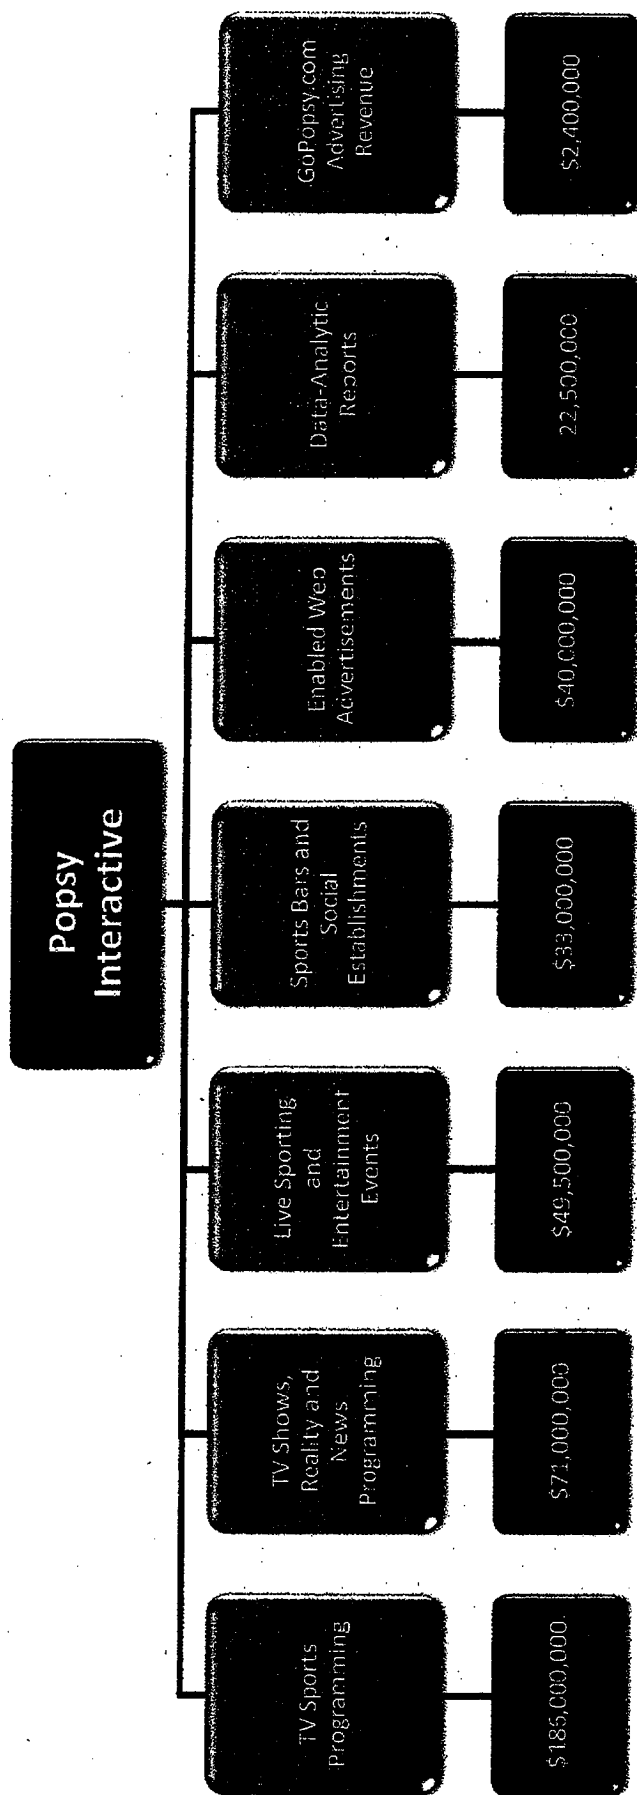 Popsy
Interactive
TV Sports
Programming
TV Shows,
Reality and
News
Programming
Live Sporting
and
Entertainment
Events
Sports Bars and
Social
Establishments
Enabled Web
Advertisements
Data-Analytic
Reports
GoPopsy.com
Advertising
Revenue
$185,000,000
$71,000,000
$49,500,000
$33,000,000
$40,000,000
22,500,000
$2,400,000